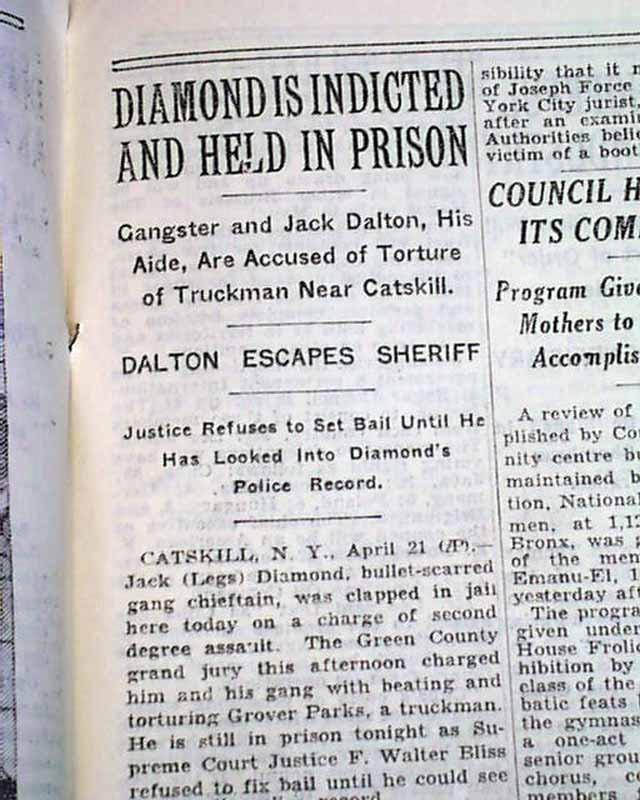 DIAMOND IS INDICTED
AND HELD IN PRISON
Gangster and Jack Dalton, His
Aide, Are Accused of Torture
of Truckman Near Catskill.
DALTON ESCAPES SHERIFF
Justice Refuses to Set Bail Until He
Has Looked Into Diamond's
Police Record.
CATSKILL, N. Y., April 21 (AP).—
Jack (Legs) Diamond, bullet-scarred
gang chieftain, was clapped in jail
here today on a charge of second
degree assault. The Green County
grand jury this afternoon charged
him and his gang with beating and
torturing Grover Parks, a truckman.
He is still in prison tonight as Su-
preme Court Justice F. Walter Bliss
refused to fix bail until he could see
record
sibility that it
of Joseph Force
York City jurist,
after an examin
Authorities beli
victim of a boot
COUNCIL H
ITS COM
Program Give
Mothers to
Accomplis
A review of
plished by Cou
nity centre bu
maintained b
tion, National
men, at 1,12
Bronx, was g
of the mem
Emanu-El, 1
yesterday aft
The progra
given under
House Frolic
hibition by
class of the
batic feats
the gymnas
a one-act
senior grou
chorus, co
members